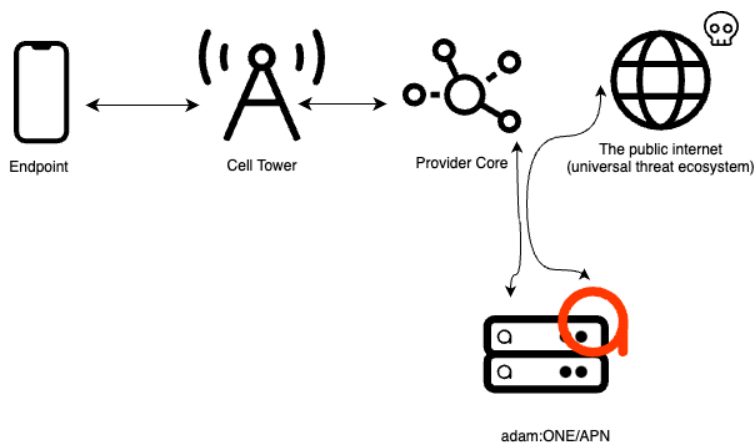 Endpoint
Cell Tower
Provider Core
The public internet
(universal threat ecosystem)
adam:ONE/APN